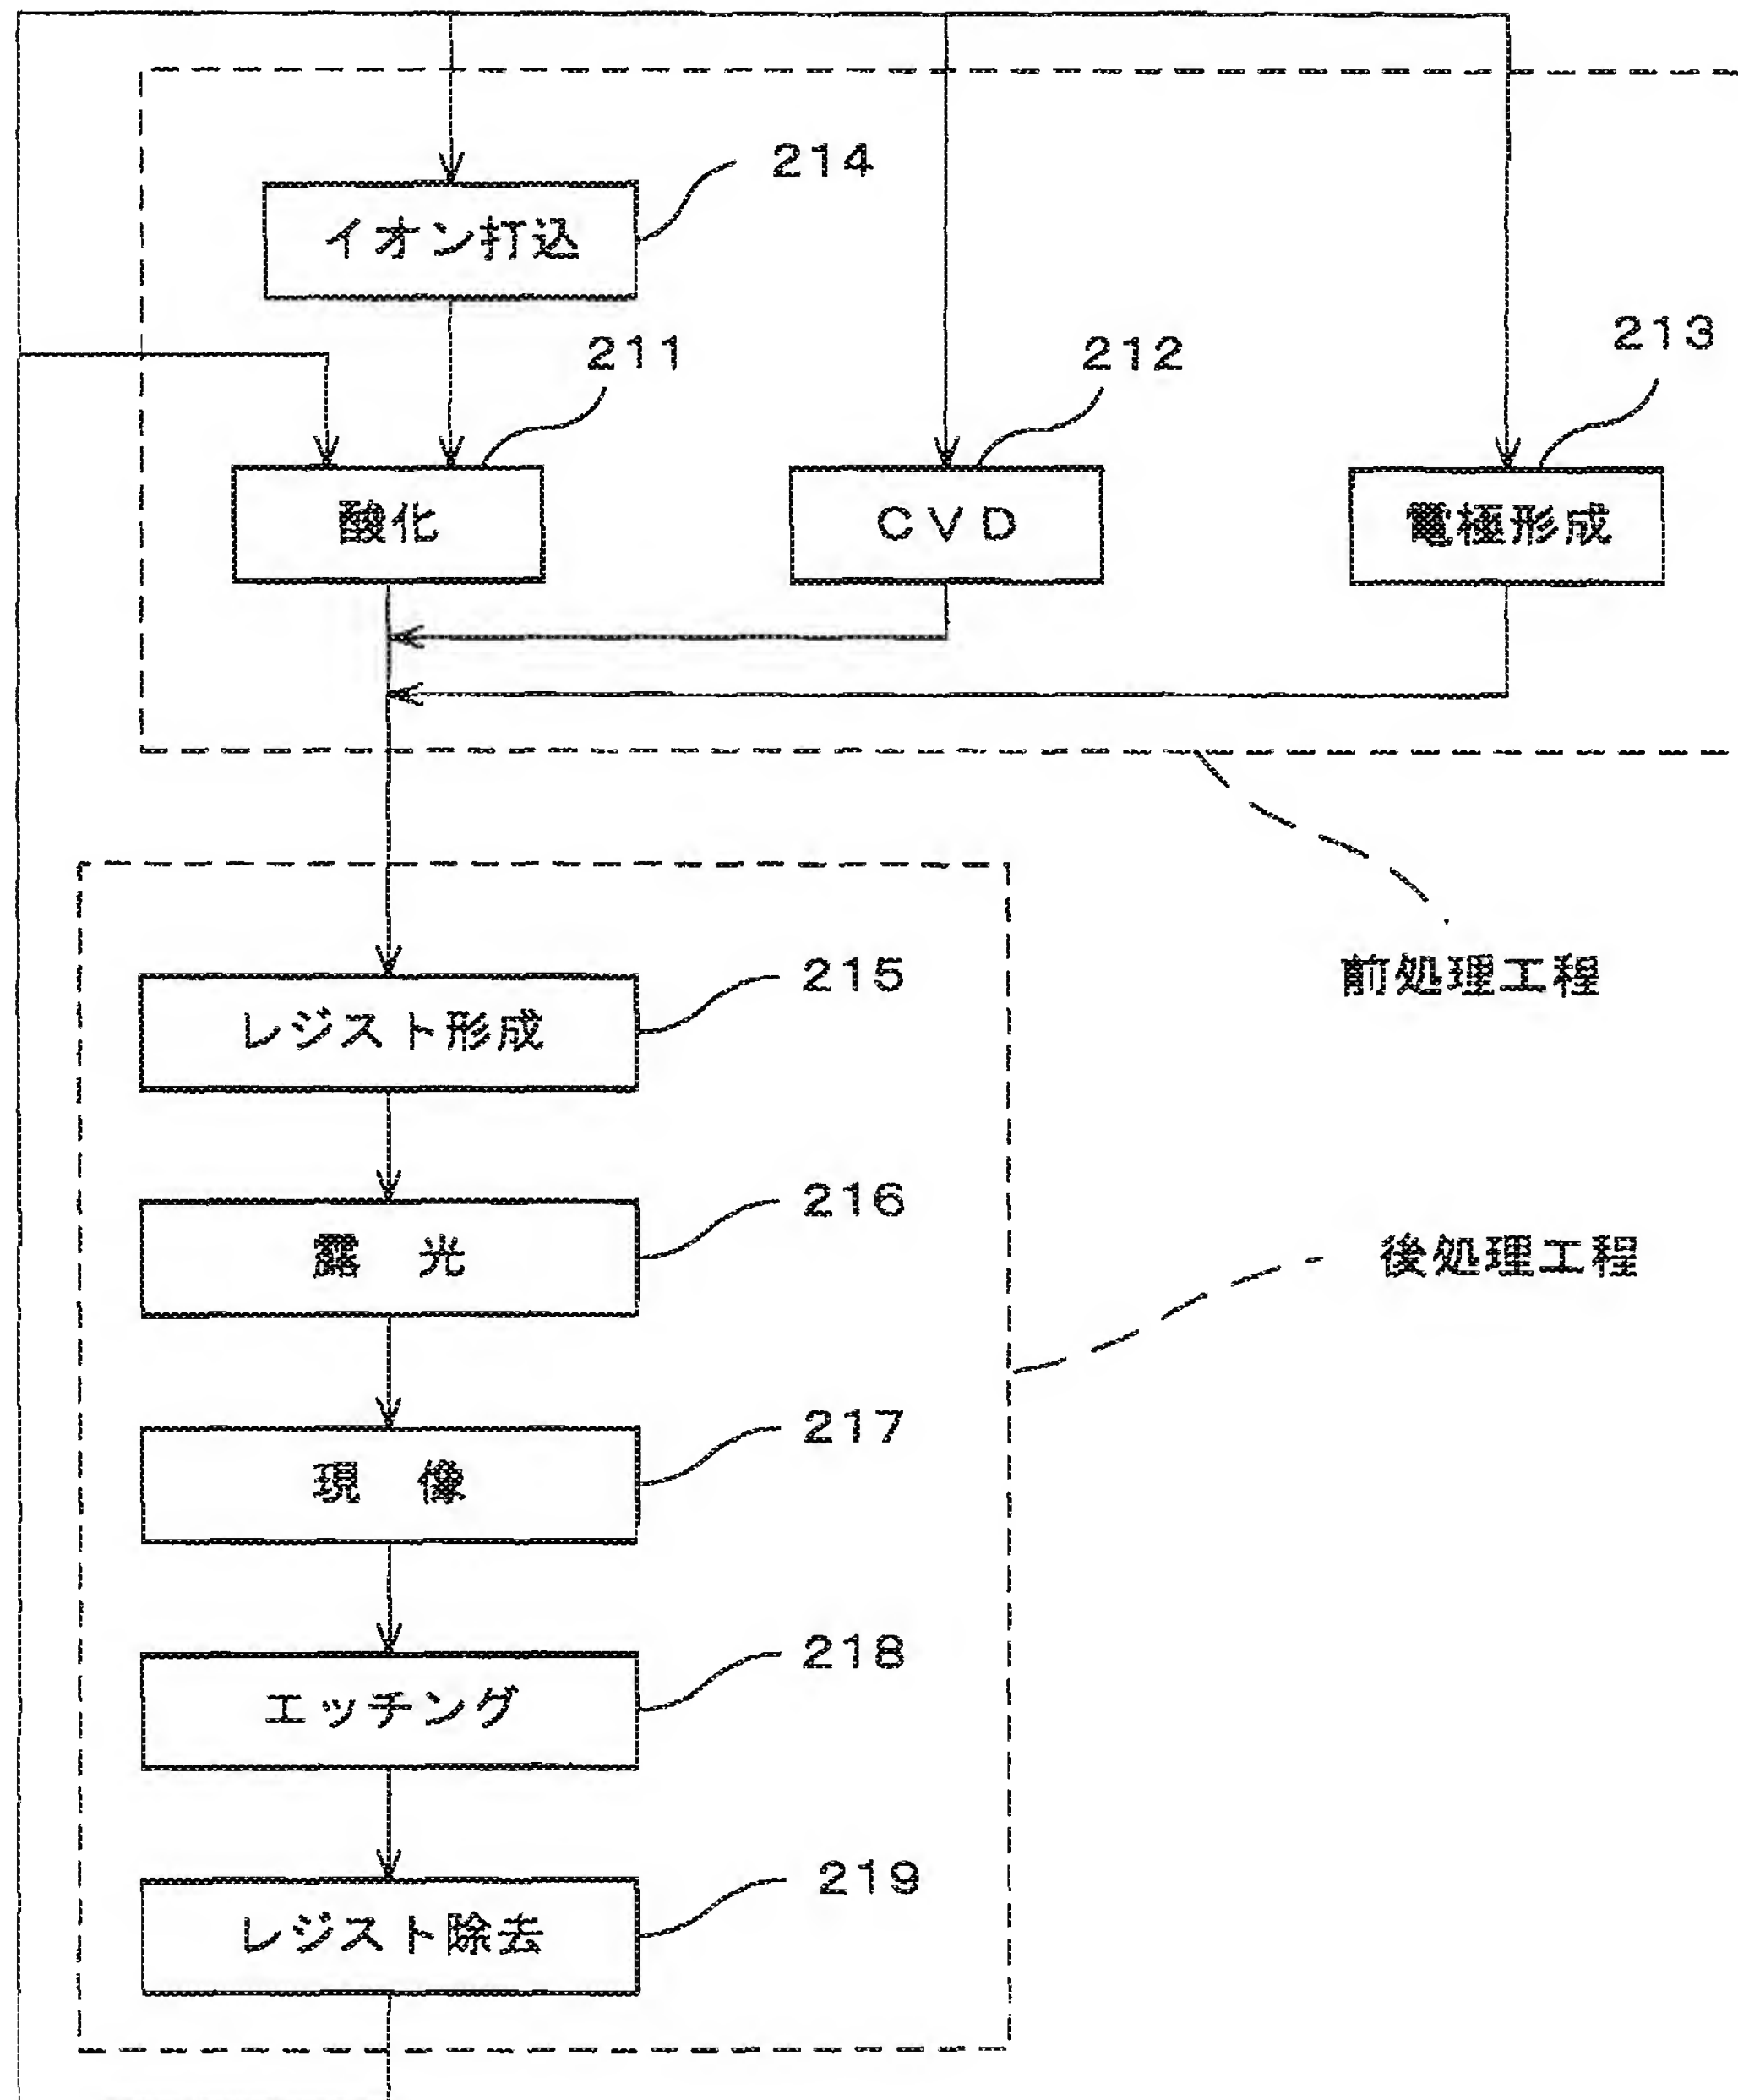 214
イオン打込
211
212
213
酸化
CVD
電極形成
前処理工程
215
レジスト形成
216
露 光
後処理工程
217
現 像
218
エッチング
219
レジスト除去